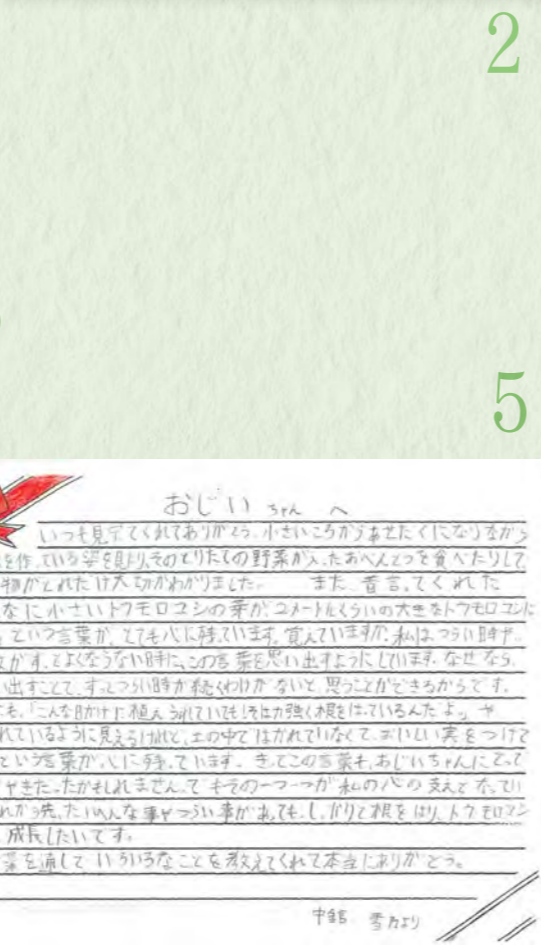 2
5
おじいちゃんへ
いつも見守ってくれてありがとう。小さいころからあせだくになりながら
を作っている姿を見たり、そのとりたての野菜が入ったおべんとうを食べたりして
物がどれだけ大切かわかりました。 また、昔言ってくれた
なに小さいトウモロコシの芽が、2メートルくらいの大きなトウモロコシに
」という言葉が、とても心に残っています。覚えていますか。私はつらい時や、
がずっとよくならない時に、この言葉を思い出すようにしています。なぜなら、
い出すことで、ずっとつらい時が続くわけがないと、思うことができるからです。
も、「こんな日かげに植えられていても、そばは力強く根をはっているんだよ。」や
れているように見えるけれど、土の中ではかれていなくて、おいしい実をつけて
という言葉が、心に残っています。きっとこの言葉も、おじいちゃんにとって
かもしれません。でもその一つ一つが私の心の支えになってい
れから先、たいへんな事やつらい事があっても、しっかりと根をはり、トウモロコシ
成長したいです。
菜を通していろいろなことを教えてくれて本当にありがとう。
中舘 より